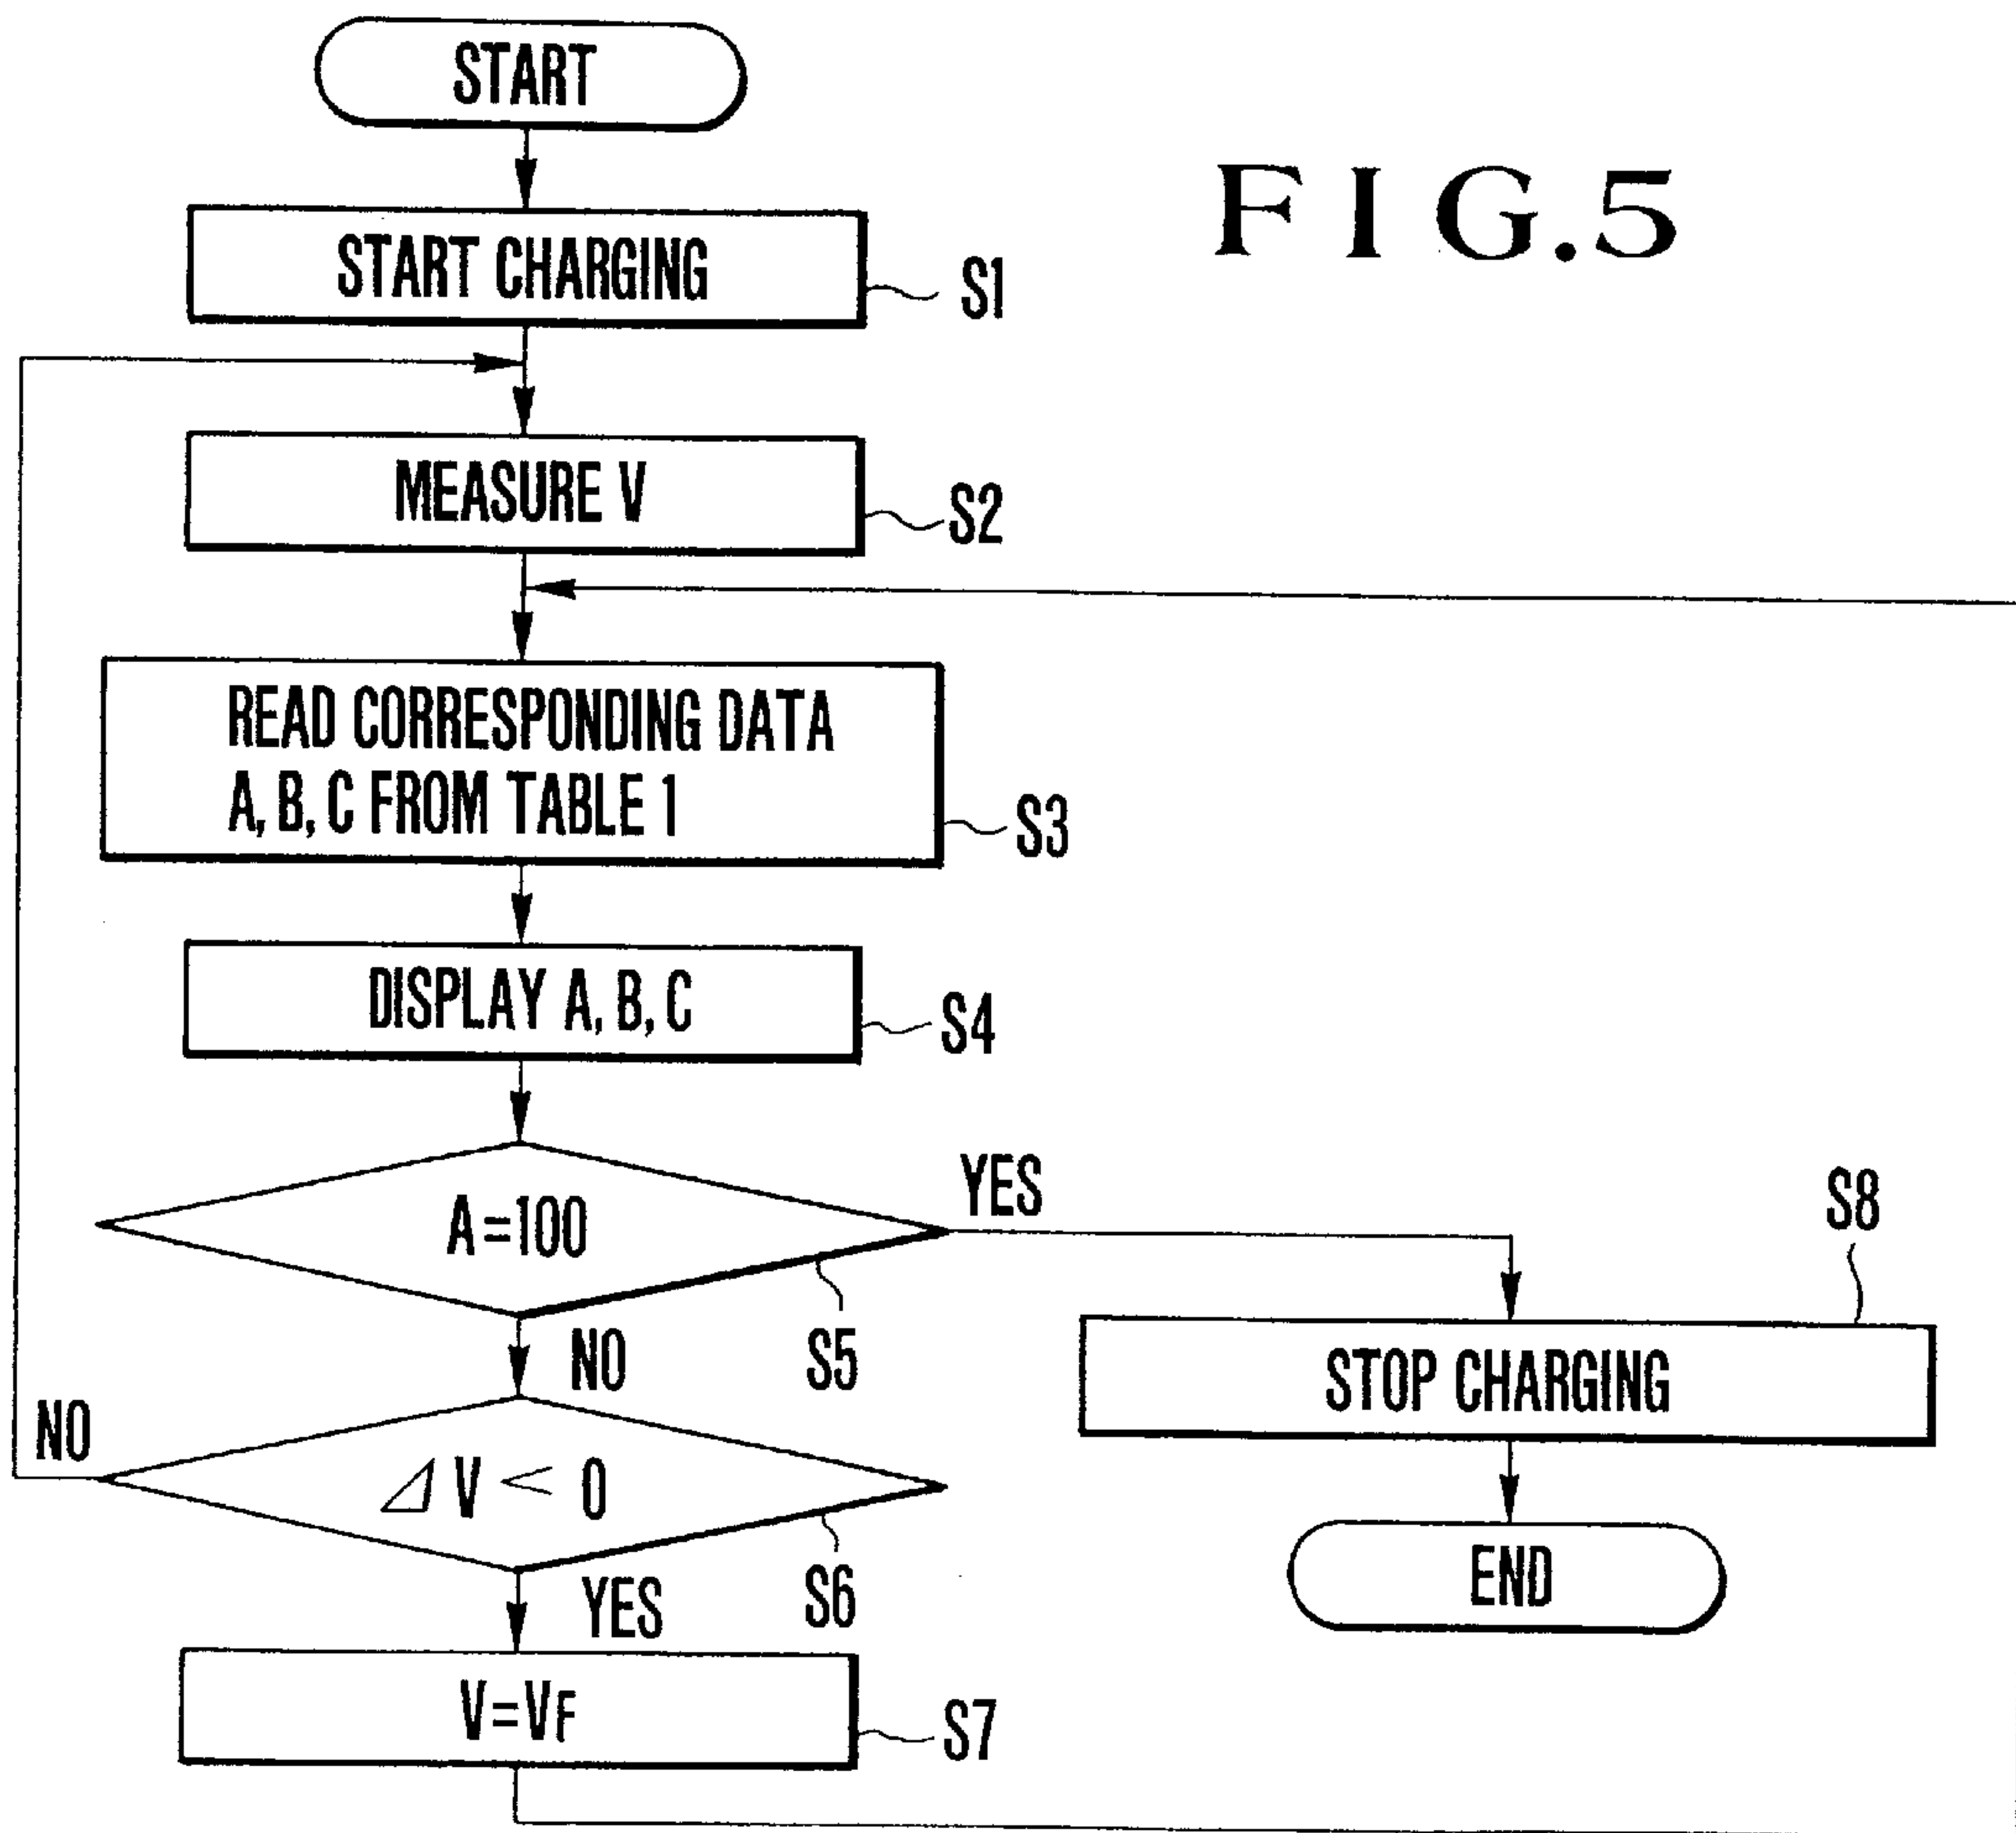 START
FIG.5
START CHARGING
S1
MEASURE V
S2
READ CORRESPONDING DATA
A, B, C FROM TABLE 1
S3
DISPLAY A, B, C
S4
A=100
YES
S5
NO
S8
STOP CHARGING
NO
⊿V < 0
S6
YES
END
V=VF
S7